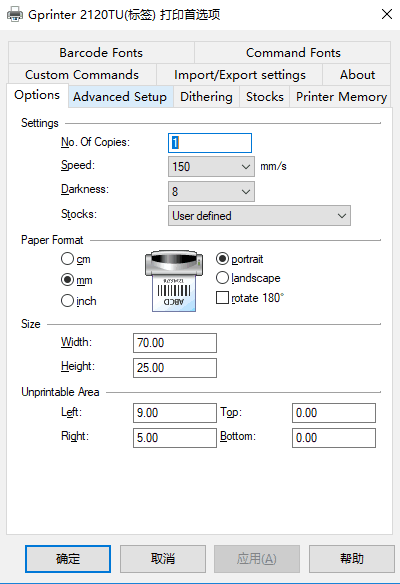 Gprinter 2120TU(标签) 打印首选项
Barcode Fonts Command Fonts
Custom Commands Import/Export settings About
Options Advanced Setup Dithering Stocks Printer Memory
Settings
No. Of Copies: 1
Speed: 150 mm/s
Darkness: 8
Stocks: User defined
Paper Format
cm portrait
mm landscape
inch rotate 180°
ABCD
Size
Width: 70.00
Height: 25.00
Unprintable Area
Left: 9.00 Top: 0.00
Right: 5.00 Bottom: 0.00
确定 取消 应用(A) 帮助